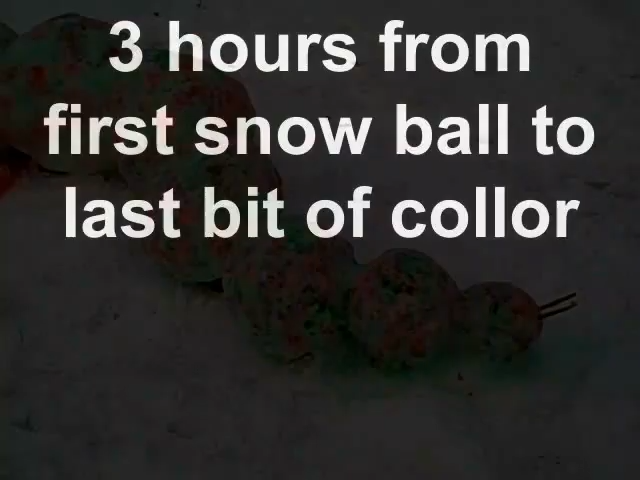 3 hours from
first snow ball to
last bit of collor